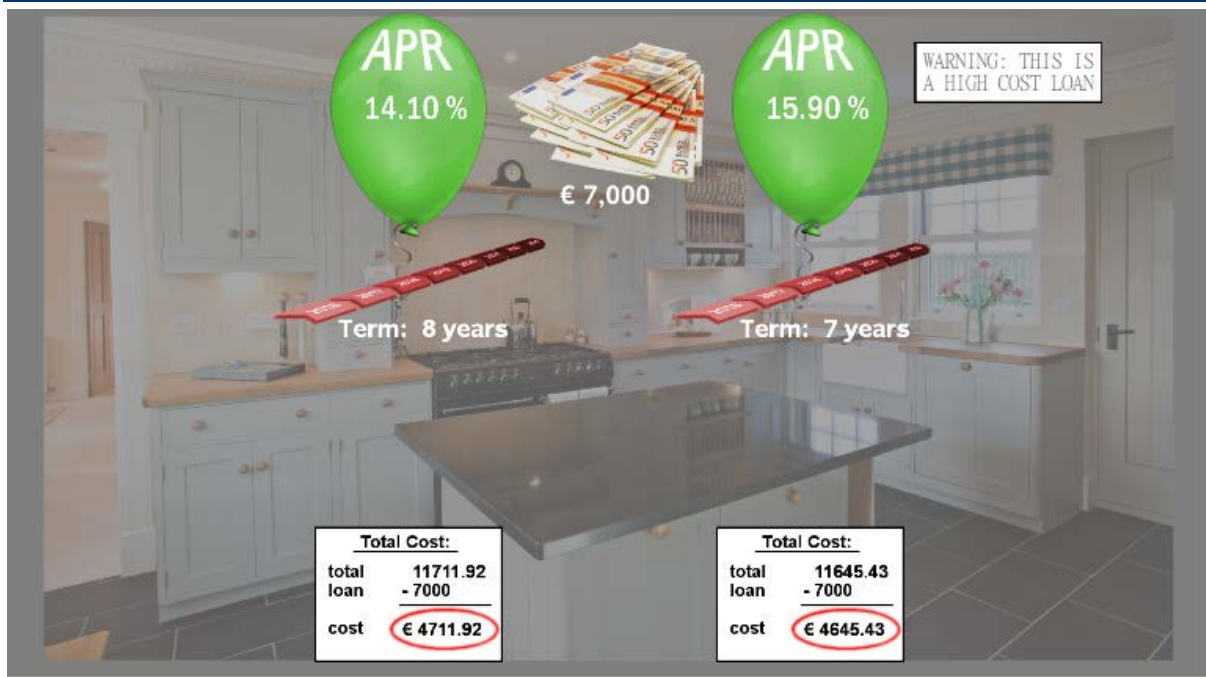 APR
14.10 %
€ 7,000
APR
15.90 %
WARNING: THIS IS
A HIGH COST LOAN
Term: 8 years
Term: 7 years
Total Cost:
total 11711.92
loan - 7000
cost € 4711.92
Total Cost:
total 11645.43
loan - 7000
cost € 4645.43